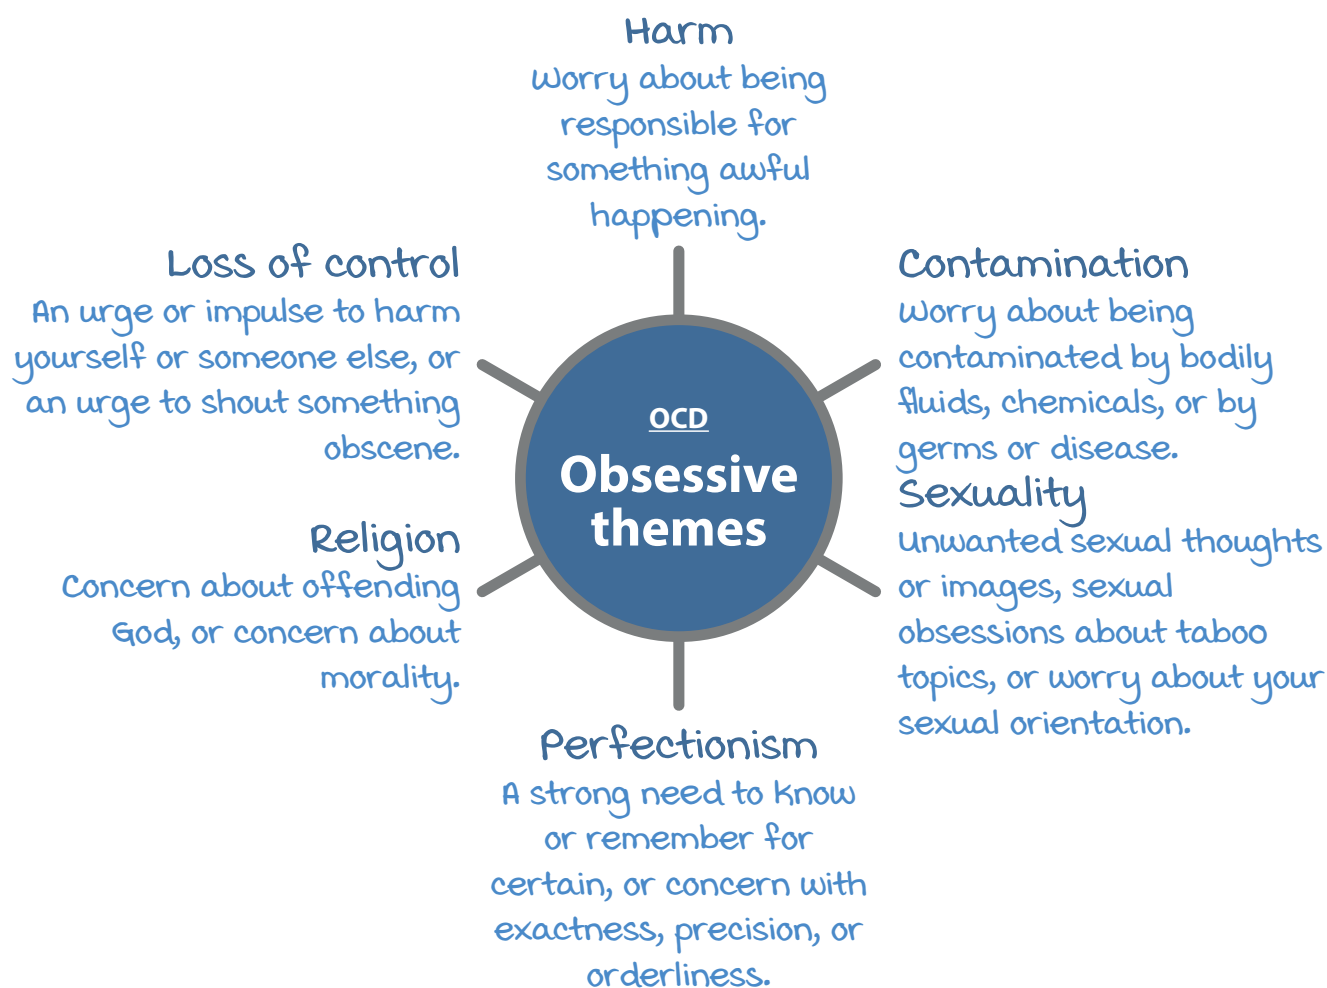 Harm
Worry about being
responsible for
something awful
happening.
Loss of control
An urge or impulse to harm
yourself or someone else, or
an urge to shout something
obscene.
Contamination
Worry about being
contaminated by bodily
fluids, chemicals, or by
germs or disease.
OCD
Obsessive
themes
Religion
Concern about offending
God, or concern about
morality.
Sexuality
Unwanted sexual thoughts
or images, sexual
obsessions about taboo
topics, or worry about your
sexual orientation.
Perfectionism
A strong need to know
or remember for
certain, or concern with
exactness, precision, or
orderliness.